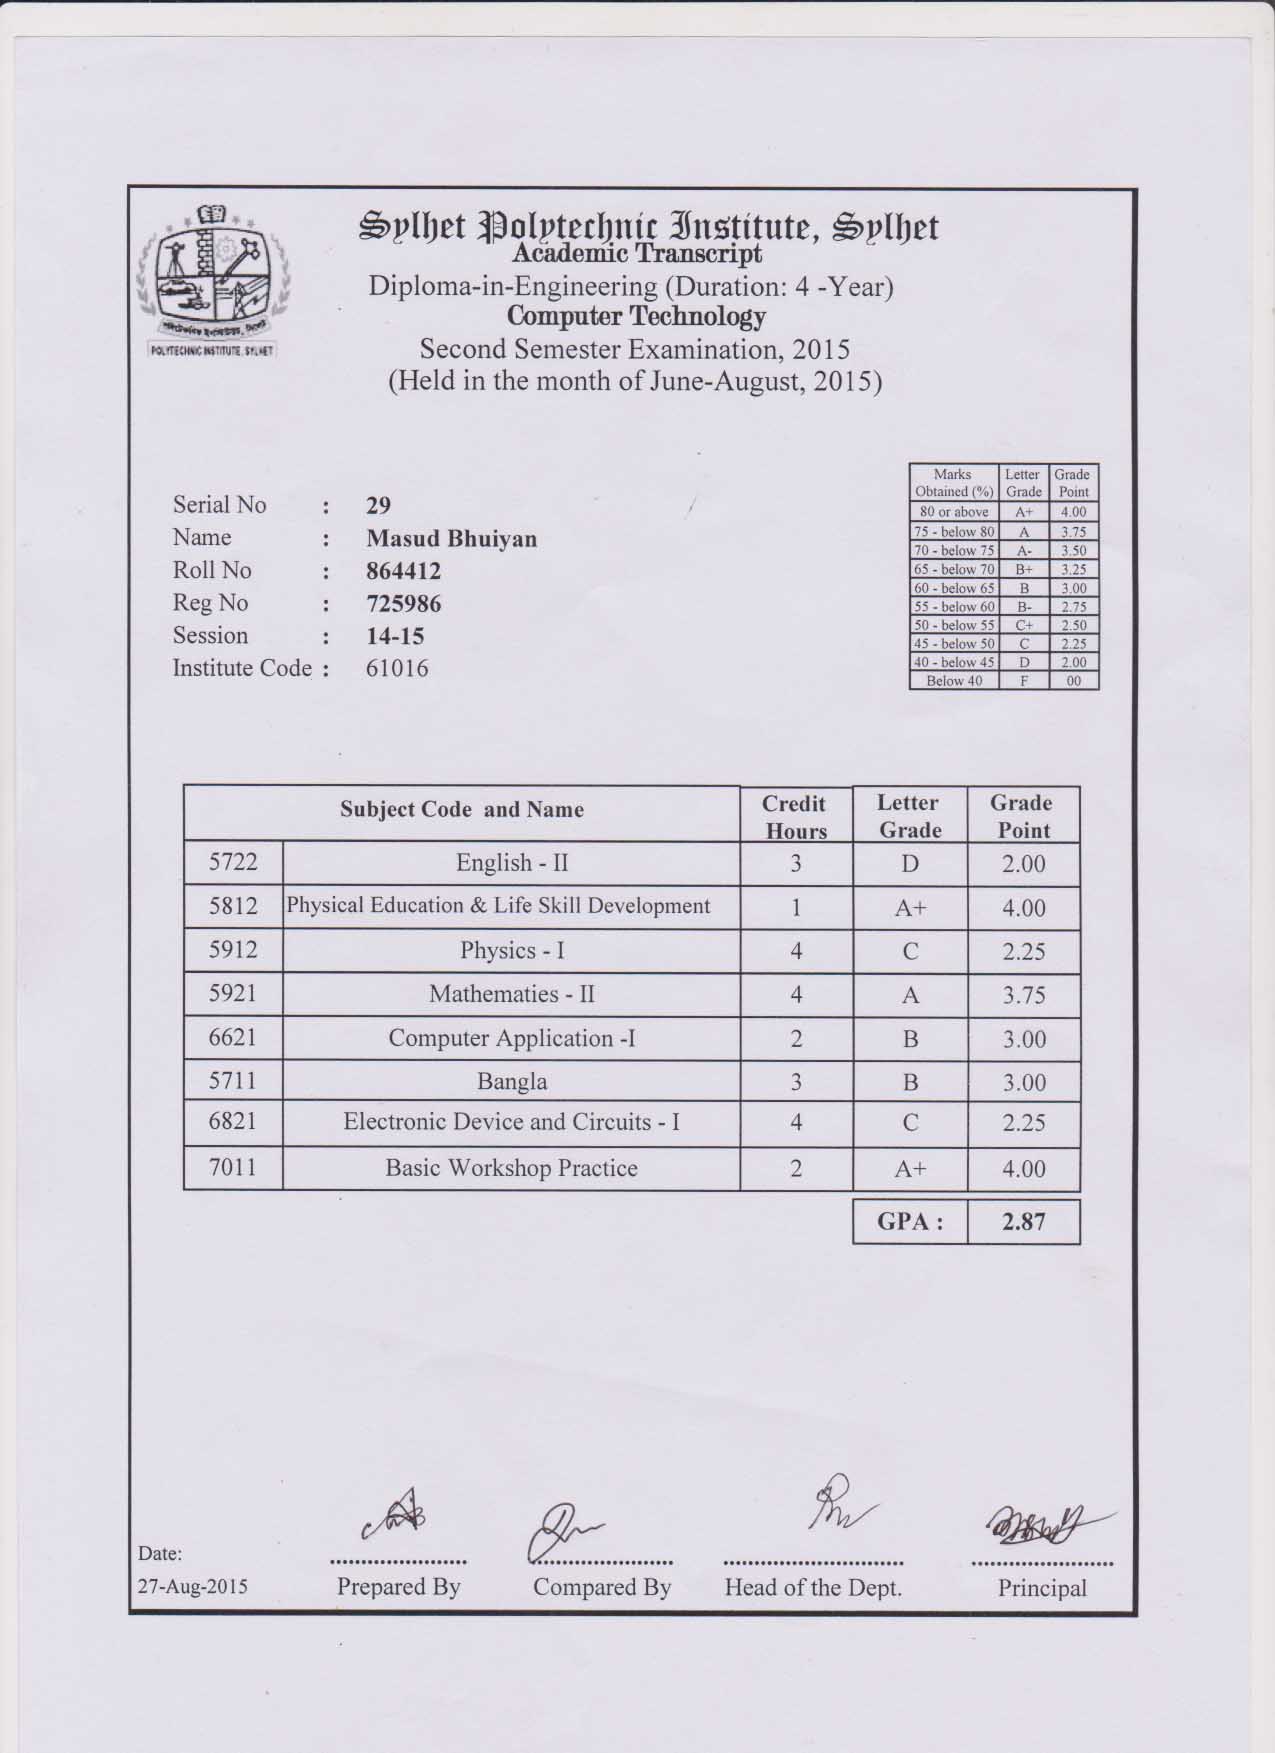 Sylhet Polytechnic Institute, Sylhet
Academic Transcript
Diploma-in-Engineering (Duration: 4 -Year)
Computer Technology
Second Semester Examination, 2015
(Held in the month of June-August, 2015)
POLYTECHNIC INSTITUTE, SYLHET
Serial No : 29
Name : Masud Bhuiyan
Roll No : 864412
Reg No : 725986
Session : 14-15
Institute Code : 61016
Marks Obtained (%) Letter Grade Grade Point
80 or above A+ 4.00
75 - below 80 A 3.75
70 - below 75 A- 3.50
65 - below 70 B+ 3.25
60 - below 65 B 3.00
55 - below 60 B- 2.75
50 - below 55 C+ 2.50
45 - below 50 C 2.25
40 - below 45 D 2.00
Below 40 F 00
Subject Code and Name Credit Hours Letter Grade Grade Point
5722 English - II 3 D 2.00
5812 Physical Education & Life Skill Development 1 A+ 4.00
5912 Physics - I 4 C 2.25
5921 Mathematies - II 4 A 3.75
6621 Computer Application -I 2 B 3.00
5711 Bangla 3 B 3.00
6821 Electronic Device and Circuits - I 4 C 2.25
7011 Basic Workshop Practice 2 A+ 4.00
GPA : 2.87
Date:
27-Aug-2015 Prepared By Compared By Head of the Dept. Principal